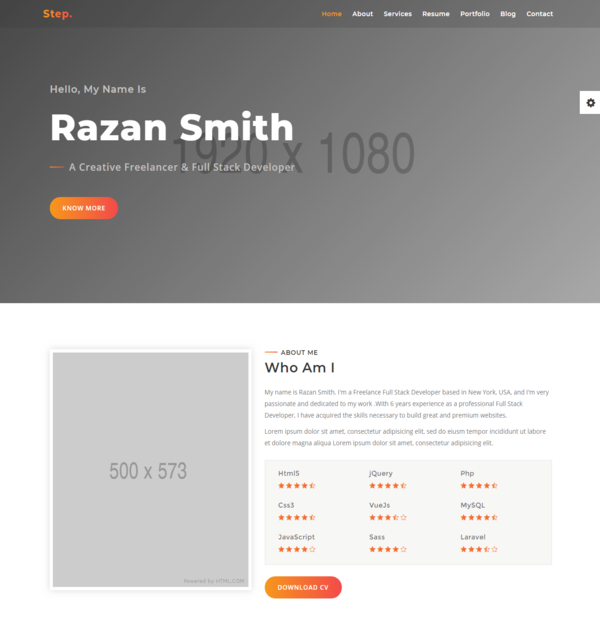 Step.
Home About Services Resume Portfolio Blog Contact
Hello, My Name Is
Razan Smith
1920 x 1080
A Creative Freelancer & Full Stack Developer
KNOW MORE
500 x 573
Powered by HTML.COM
ABOUT ME
Who Am I
My name is Razan Smith. I'm a Freelance Full Stack Developer based in New York, USA, and I'm very
passionate and dedicated to my work .With 6 years experience as a professional Full Stack
Developer, I have acquired the skills necessary to build great and premium websites.
Lorem ipsum dolor sit amet, consectetur adipisicing elit, sed do eiusm tempor incididunt ut labore
et dolore magna aliqua Lorem ipsum dolor sit amet, consectetur adipisicing elit.
Html5 jQuery Php
Css3 VueJs MySQL
JavaScript Sass Laravel
DOWNLOAD CV